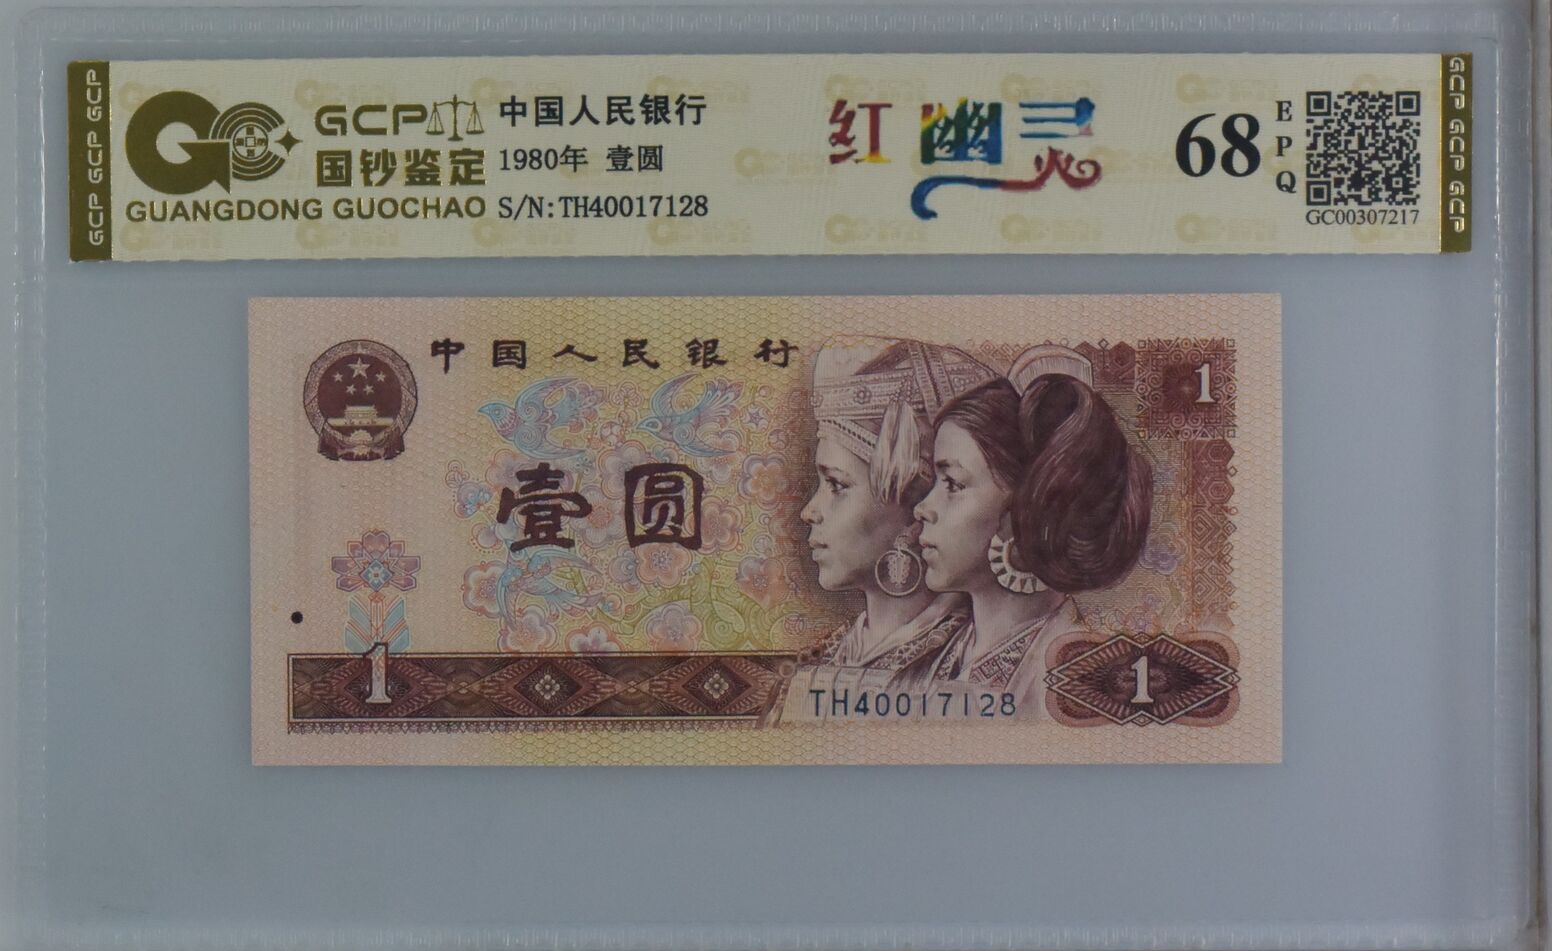 GCP GCP GCP
GCP
国钞鉴定
GUANGDONG GUOCHAO
中国人民银行
1980年 壹圆
S/N:TH40017128
红幽灵
68
EPQ
GC00307217
GCP GCP GCP
中国人民银行
1
壹圆
1
TH40017128
1